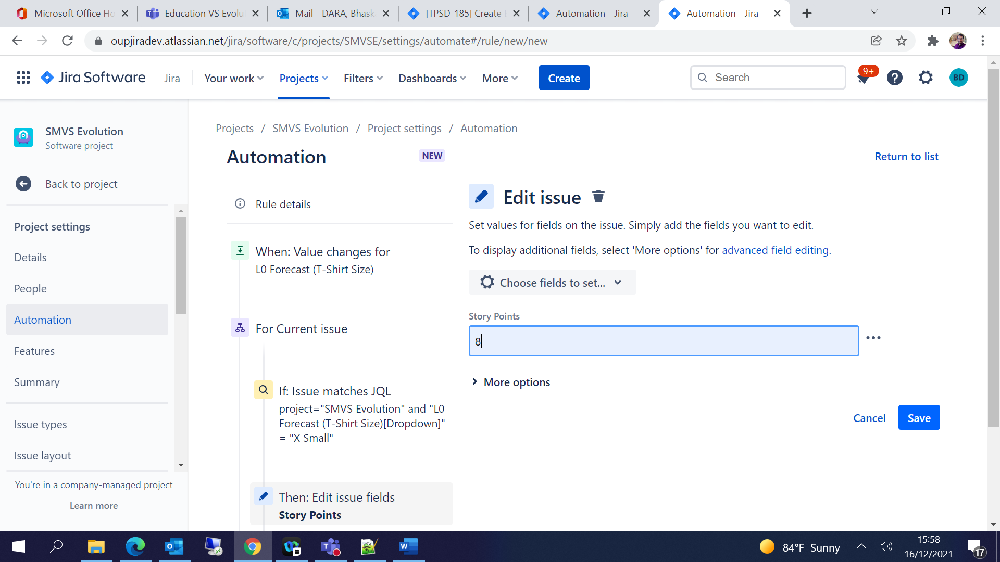 Microsoft Office Ho
Education VS Evolu
Mail - DARA, Bhask
[TPSD-185] Create
Automation - Jira
Automation - Jira
oupjiradev.atlassian.net/jira/software/c/projects/SMVSE/settings/automate#/rule/new/new
Jira Software
Jira
Your work
Projects
Filters
Dashboards
More
Create
Search
9+
BD
SMVS Evolution
Software project
Back to project
Project settings
Details
People
Automation
Features
Summary
Issue types
Issue layout
You're in a company-managed project
Learn more
Projects / SMVS Evolution / Project settings / Automation
Automation
NEW
Return to list
Rule details
When: Value changes for
L0 Forecast (T-Shirt Size)
For Current issue
If: Issue matches JQL
project="SMVS Evolution" and "L0
Forecast (T-Shirt Size)[Dropdown]"
= "X Small"
Then: Edit issue fields
Story Points
Edit issue
Set values for fields on the issue. Simply add the fields you want to edit.
To display additional fields, select 'More options' for advanced field editing.
Choose fields to set...
Story Points
8
More options
Cancel
Save
84°F Sunny
15:58
16/12/2021
17